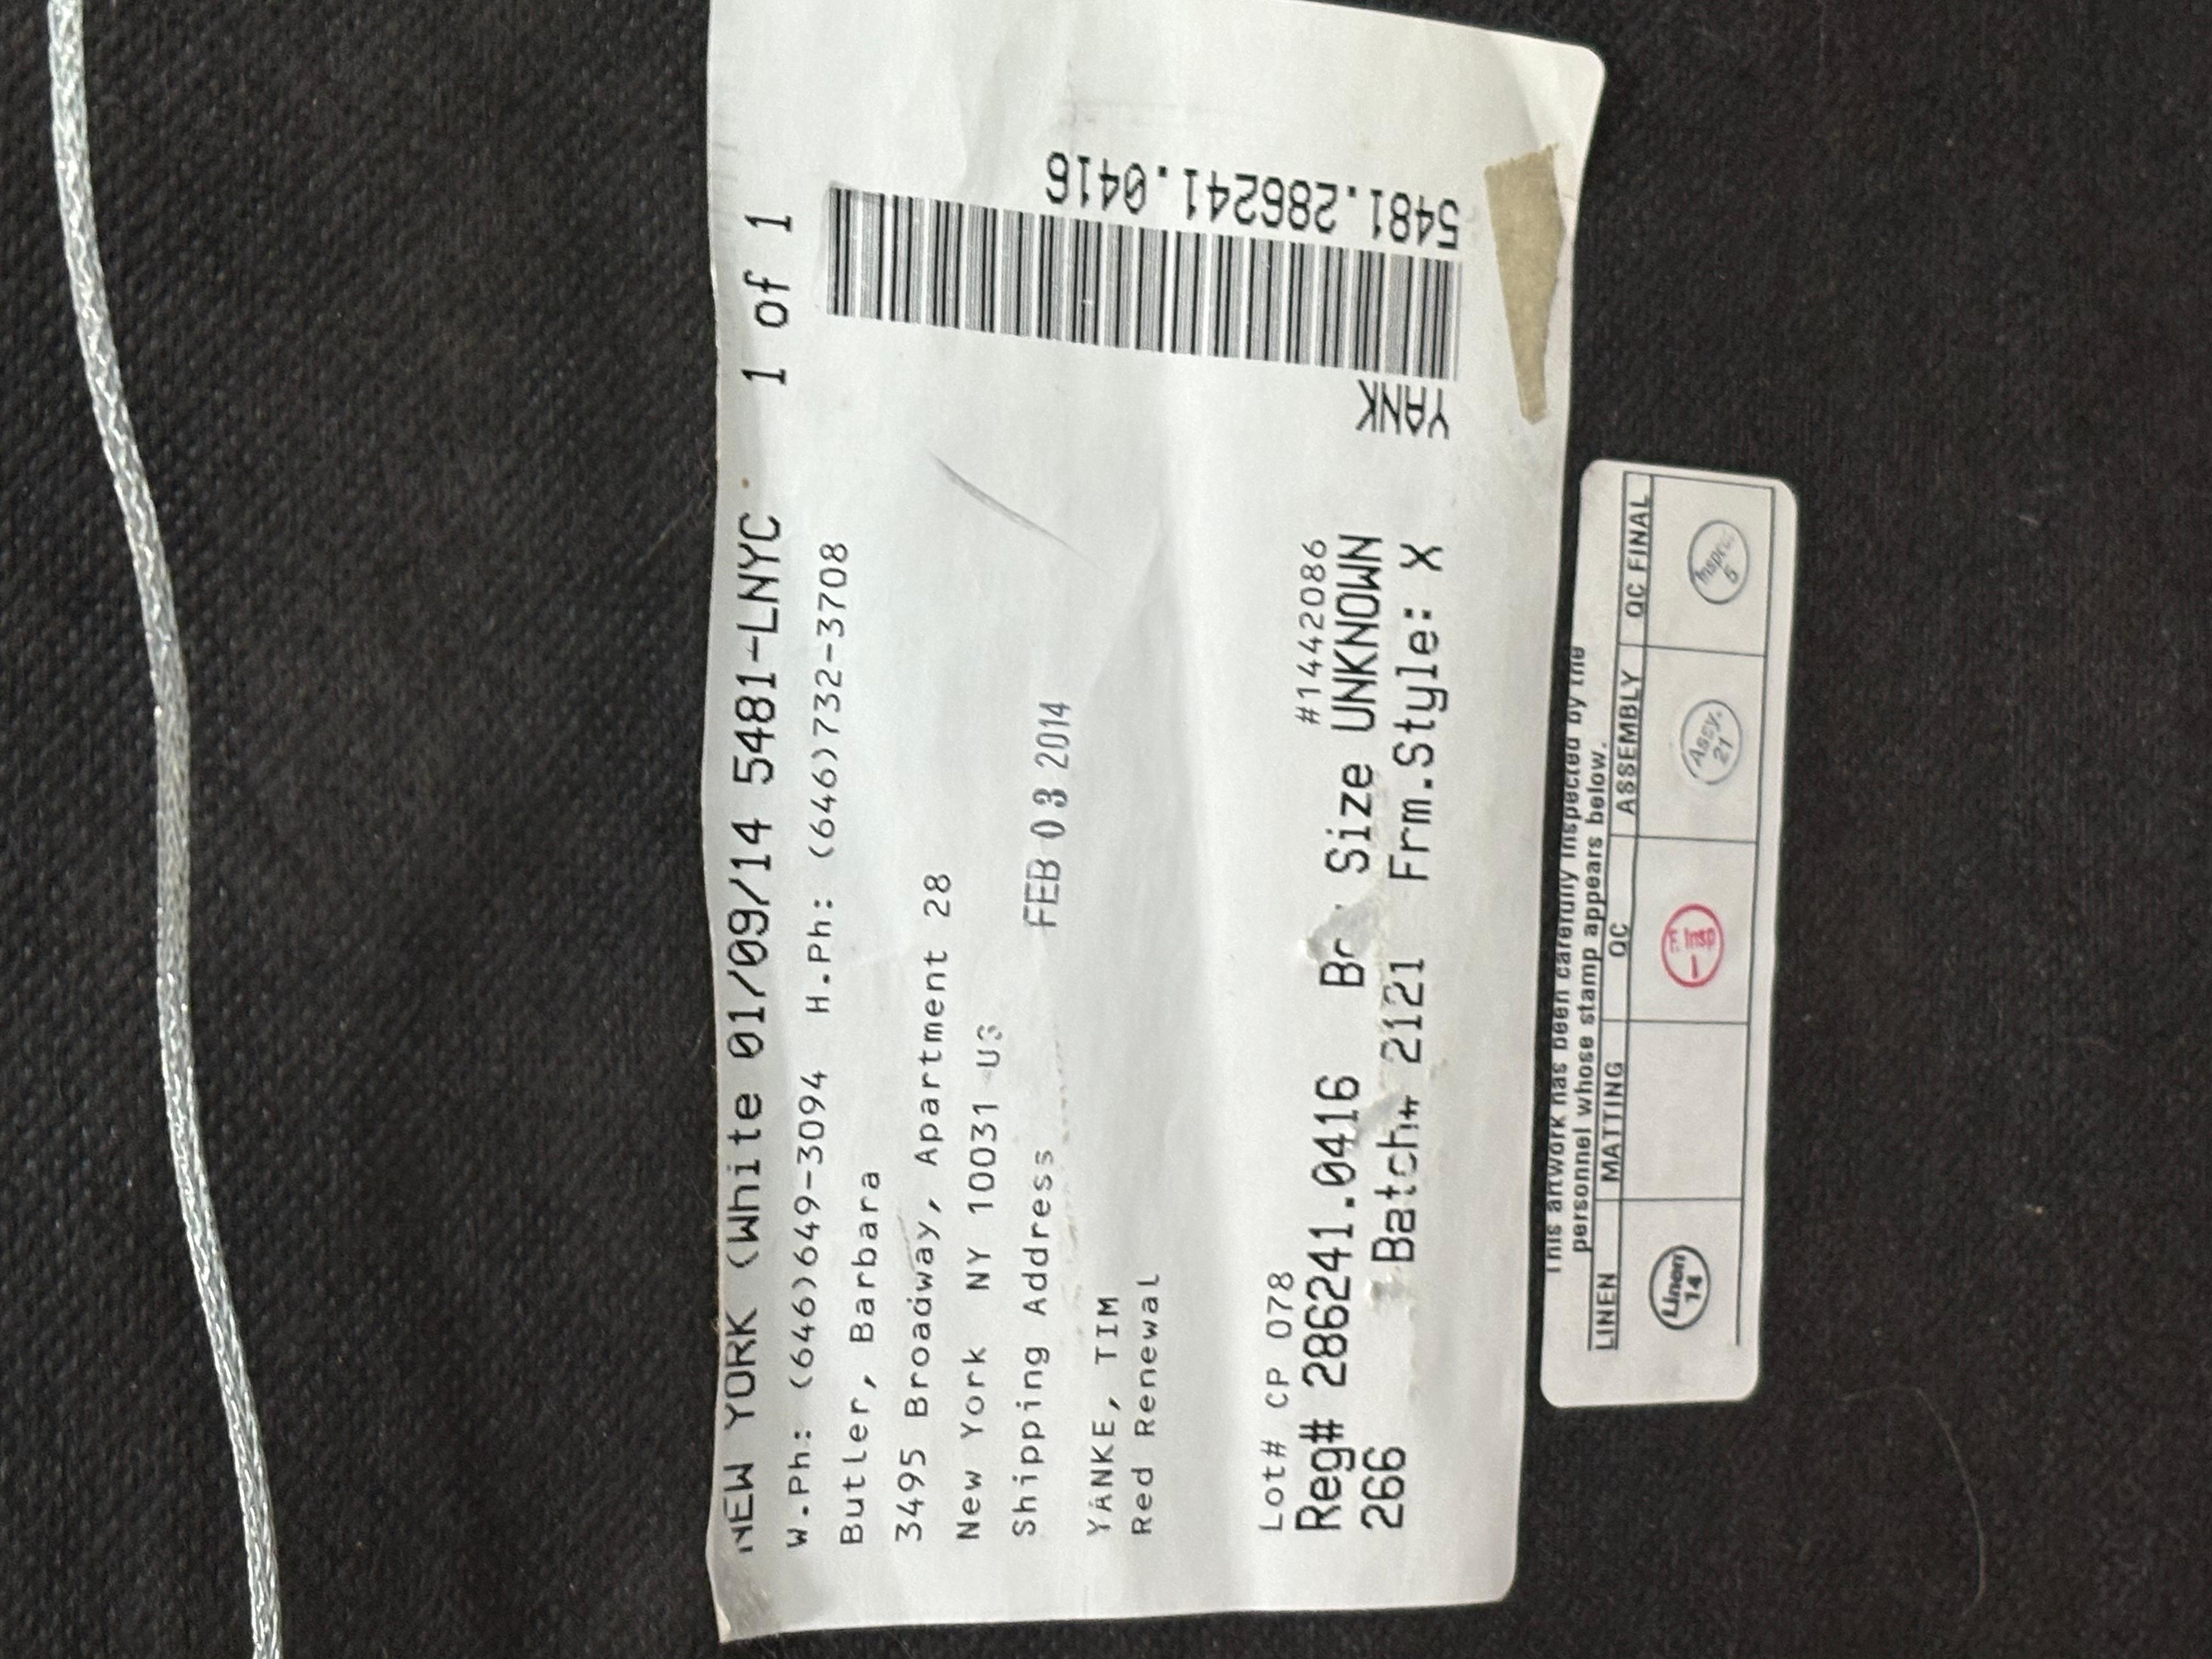 NEW YORK (White 01/09/14 5481-LNYC 1 of 1
W.Ph: (646)649-3094 H.Ph: (646)732-3708
Butler, Barbara
3495 Broadway, Apartment 28
New York NY 10031 US
Shipping Address
FEB 03 2014
YANKE, TIM
Red Renewal
Lot# CP 078 #1442086
Reg# 286241.0416 Size UNKNOWN
266 Batch# 2121 Frm.Style: X
YANK
5481.286241.0416
This artwork has been carefully inspected by the
personnel whose stamp appears below.
LINEN MATTING QC ASSEMBLY QC FINAL
Linen
14
Insp
1
Assy.
21
Inspec
5